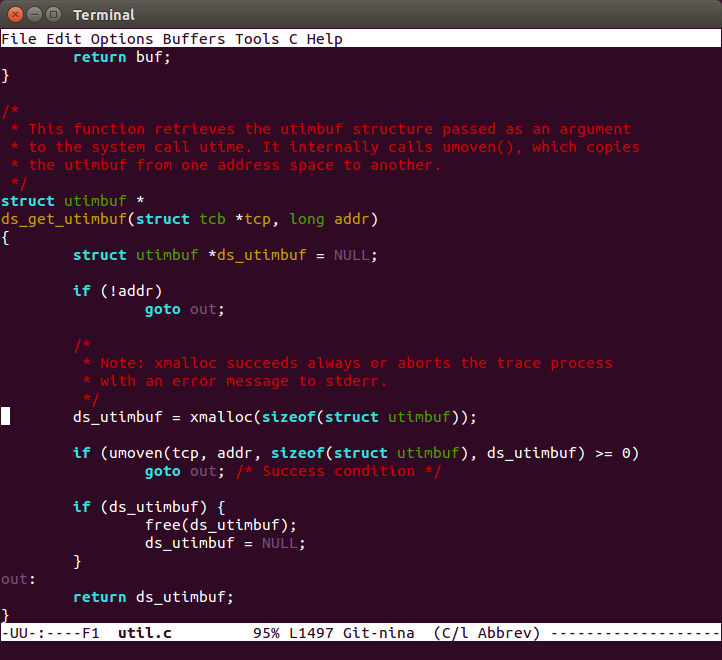 Terminal
File Edit Options Buffers Tools C Help
        return buf;
}

/*
 * This function retrieves the utimbuf structure passed as an argument
 * to the system call utime. It internally calls umoven(), which copies
 * the utimbuf from one address space to another.
 */
struct utimbuf *
ds_get_utimbuf(struct tcb *tcp, long addr)
{
        struct utimbuf *ds_utimbuf = NULL;

        if (!addr)
                goto out;

        /*
         * Note: xmalloc succeeds always or aborts the trace process
         * with an error message to stderr.
         */
        ds_utimbuf = xmalloc(sizeof(struct utimbuf));

        if (umoven(tcp, addr, sizeof(struct utimbuf), ds_utimbuf) >= 0)
                goto out; /* Success condition */

        if (ds_utimbuf) {
                free(ds_utimbuf);
                ds_utimbuf = NULL;
        }
out:
        return ds_utimbuf;
}
-UU-:----F1  util.c         95% L1497 Git-nina  (C/l Abbrev) -------------------